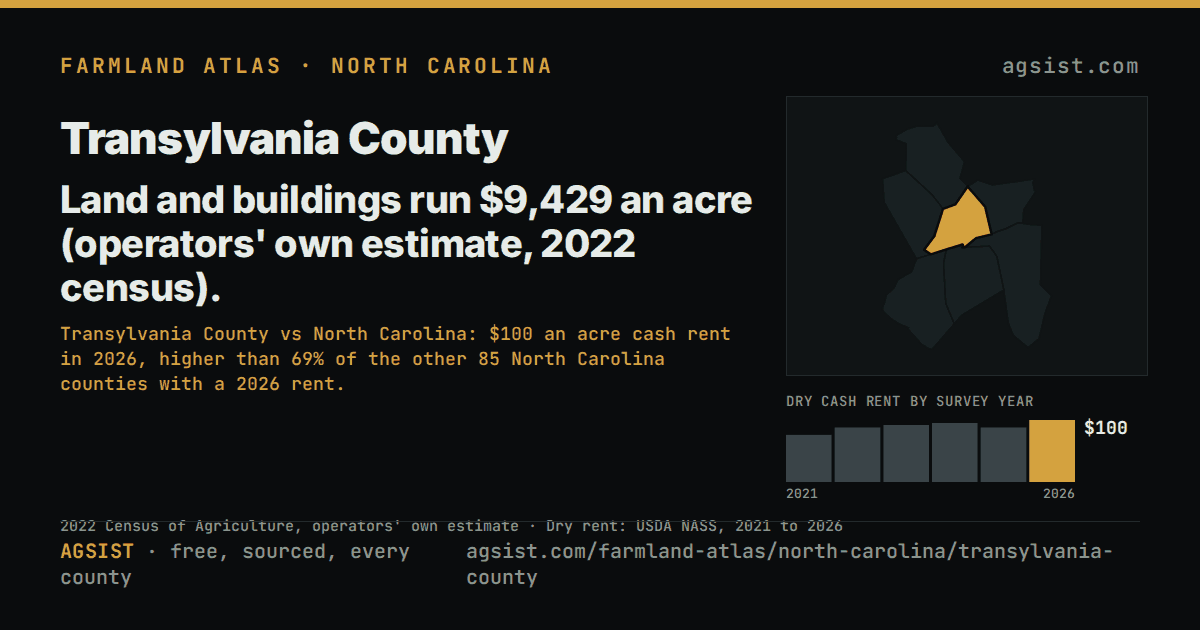 FARMLAND ATLAS · NORTH CAROLINA
agsist.com
Transylvania County
Land and buildings run $9,429 an acre
(operators' own estimate, 2022
census).
Transylvania County vs North Carolina: $100 an acre cash rent
in 2026, higher than 69% of the other 85 North Carolina
counties with a 2026 rent.
DRY CASH RENT BY SURVEY YEAR
$100
2021
2026
2022 Census of Agriculture, operators' own estimate · Dry rent: USDA NASS, 2021 to 2026
AGSIST · free, sourced, every
county
agsist.com/farmland-atlas/north-carolina/transylvania-
county